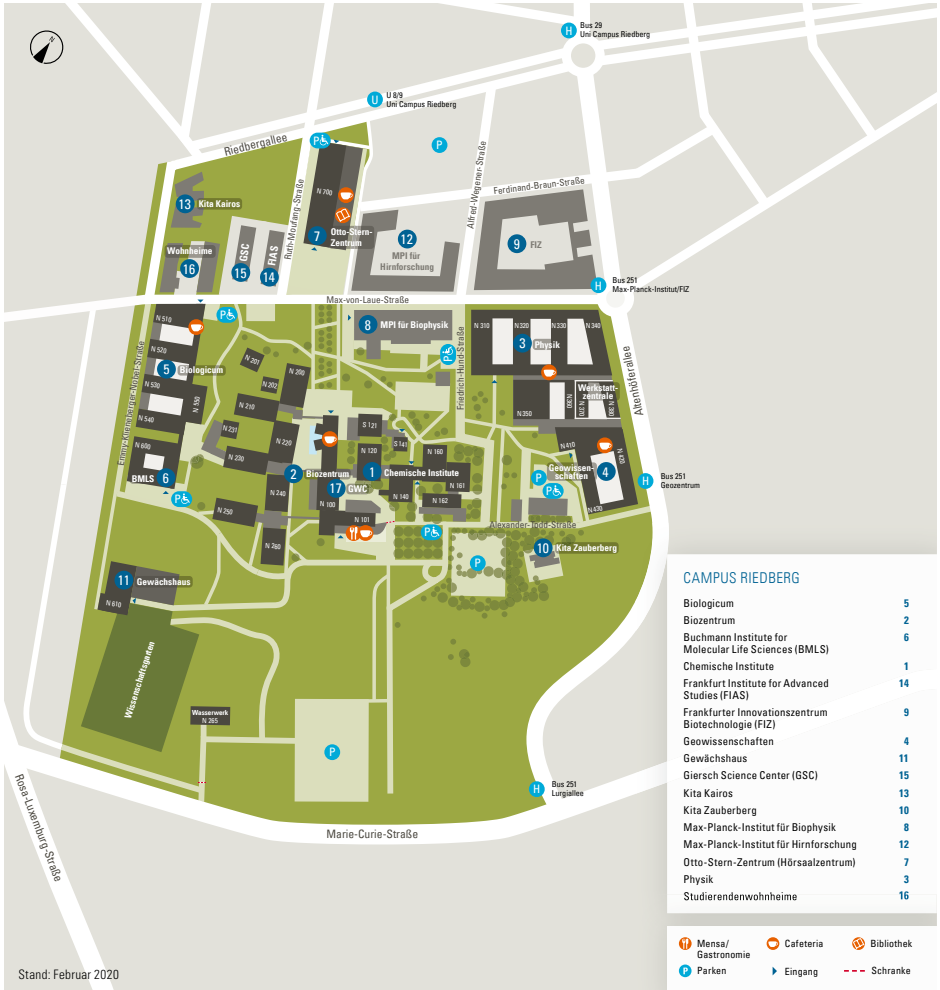 N
H Bus 29
Uni Campus Riedberg
U U 8/9
Uni Campus Riedberg
Riedbergallee
P
P
N 700
Ruth-Moufang-Straße
Alfred-Wegener-Straße
Ferdinand-Braun-Straße
13 Kita Kairos
7 Otto-Stern-
Zentrum
12
MPI für
Hirnforschung
9 FIZ
Wohnheime
16
GSC
15
FIAS
14
H Bus 251
Max-Planck-Institut/FIZ
Max-von-Laue-Straße
N 510
P
8 MPI für Biophysik
N 310
N 320
N 330
N 340
3 Physik
N 520
P
Friedrich-Hund-Straße
Altenhöferallee
5 Biologicum
N 201
N 200
N 202
N 530
N 550
N 540
N 210
Werkstatt-
zentrale
N 350
N 360
N 370
N 380
N 231
N 220
S 121
S 141
N 600
N 230
N 120
N 160
N 410
N 420
BMLS 6
2 Biozentrum
1 Chemische Institute
Geowissen-
schaften 4
P
P
H Bus 251
Geozentrum
P
N 240
17 GWC
N 100
N 140
N 161
N 162
N 430
N 250
N 101
P
Alexander-Todd-Straße
N 260
10 Kita Zauberberg
P
11 Gewächshaus
N 610
Wissenschaftsgarten
Wasserwerk
N 265
P
H Bus 251
Lurgiallee
Rosa-Luxemburg-Straße
Marie-Curie-Straße
CAMPUS RIEDBERG
Biologicum 5
Biozentrum 2
Buchmann Institute for 6
Molecular Life Sciences (BMLS)
Chemische Institute 1
Frankfurt Institute for Advanced 14
Studies (FIAS)
Frankfurter Innovationszentrum 9
Biotechnologie (FIZ)
Geowissenschaften 4
Gewächshaus 11
Giersch Science Center (GSC) 15
Kita Kairos 13
Kita Zauberberg 10
Max-Planck-Institut für Biophysik 8
Max-Planck-Institut für Hirnforschung 12
Otto-Stern-Zentrum (Hörsaalzentrum) 7
Physik 3
Studierendenwohnheime 16
Mensa/
Gastronomie
Cafeteria
Bibliothek
P Parken
Eingang
Schranke
Stand: Februar 2020